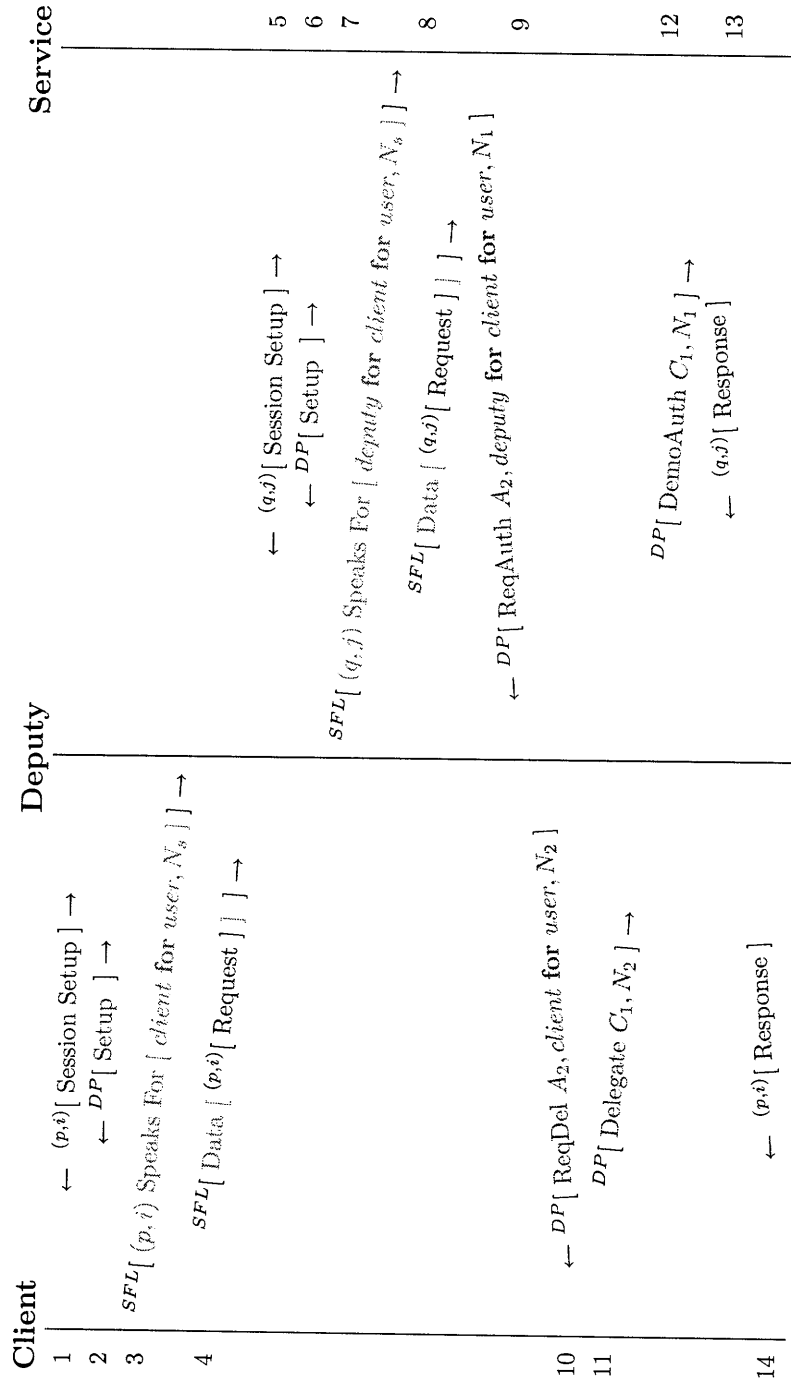 Client Deputy Service
1 ← (p,i)[ Session Setup ] →
2 ← DP[ Setup ] →
3 SFL[ (p, i) Speaks For [ client for user, Nₛ ] ] →
4 SFL[ Data [ (p,i)[ Request ] ] ] →
← (q,j)[ Session Setup ] → 5
← DP[ Setup ] → 6
SFL[ (q, j) Speaks For [ deputy for client for user, Nₛ ] ] → 7
SFL[ Data [ (q,j)[ Request ] ] ] → 8
← DP[ ReqAuth A₂, deputy for client for user, N₁ ] 9
10 ← DP[ ReqDel A₂, client for user, N₂ ]
11 DP[ Delegate C₁, N₂ ] →
DP[ DemoAuth C₁, N₁ ] → 12
← (q,j)[ Response ] 13
14 ← (p,i)[ Response ]